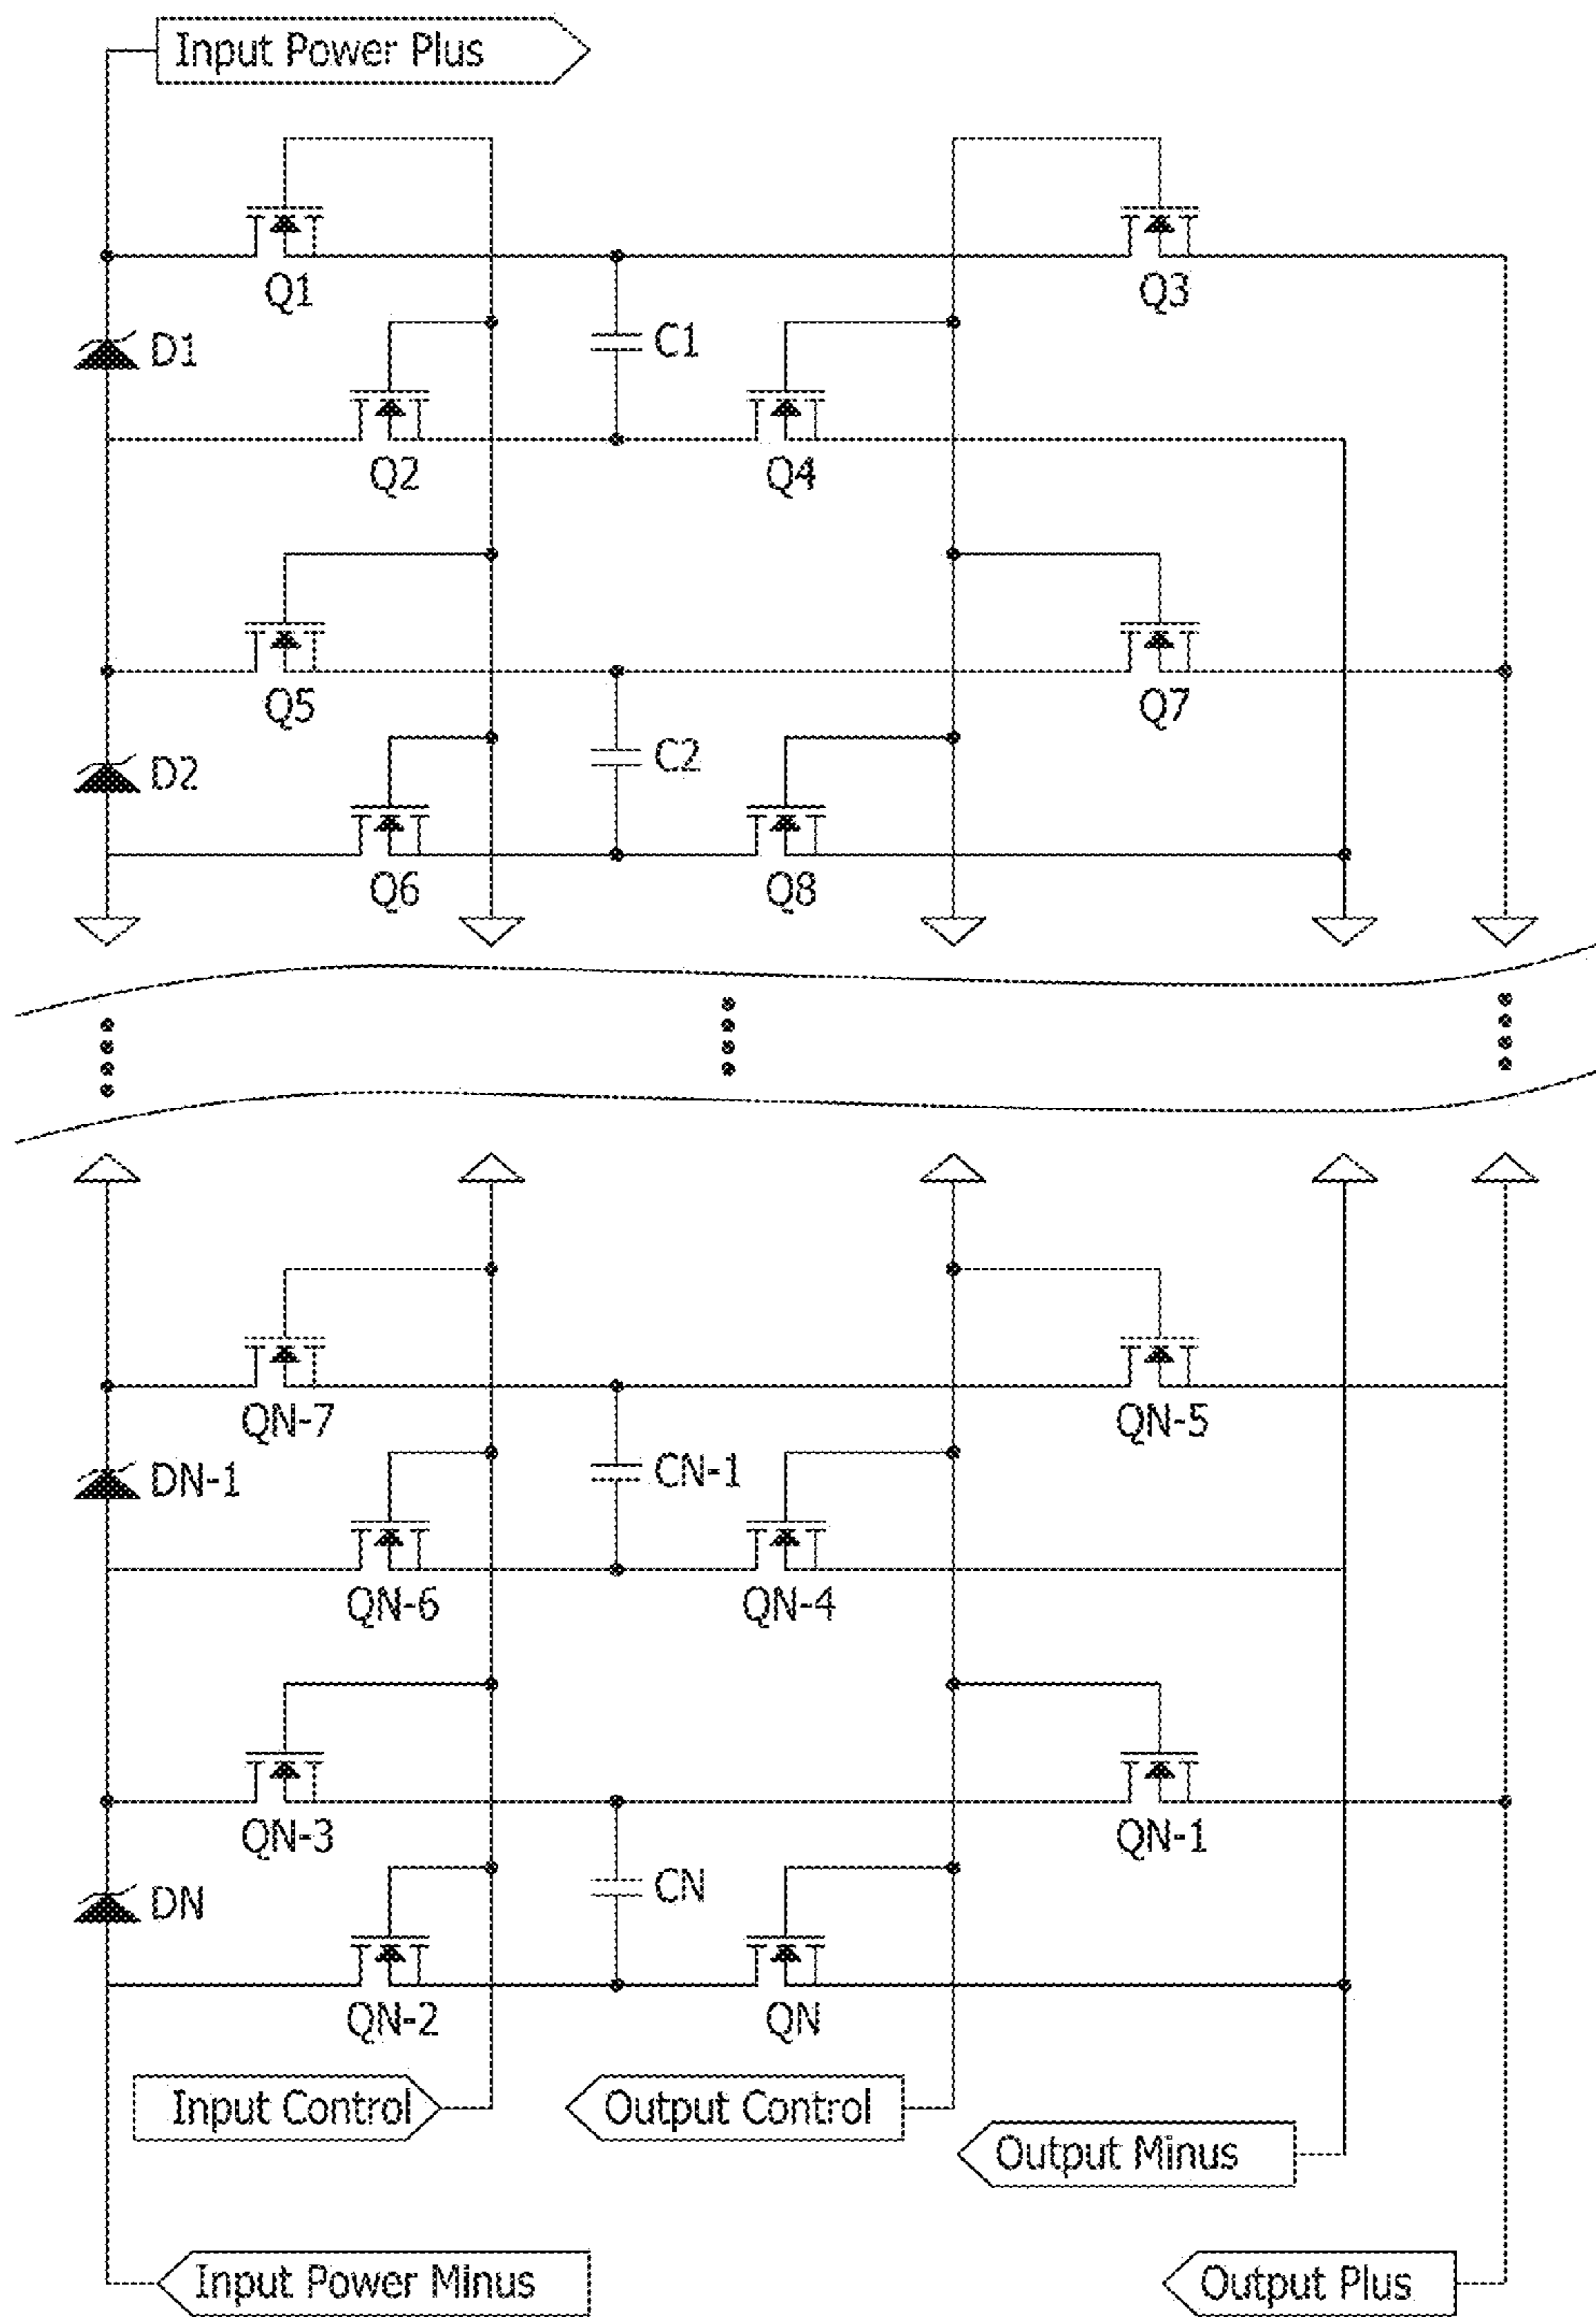 Input Power Plus
Q1
Q3
D1
C1
Q2
Q4
Q5
Q7
D2
C2
Q6
Q8
QN-7
QN-5
DN-1
CN-1
QN-6
QN-4
QN-3
QN-1
DN
CN
QN-2
QN
Input Control
Output Control
Output Minus
Input Power Minus
Output Plus